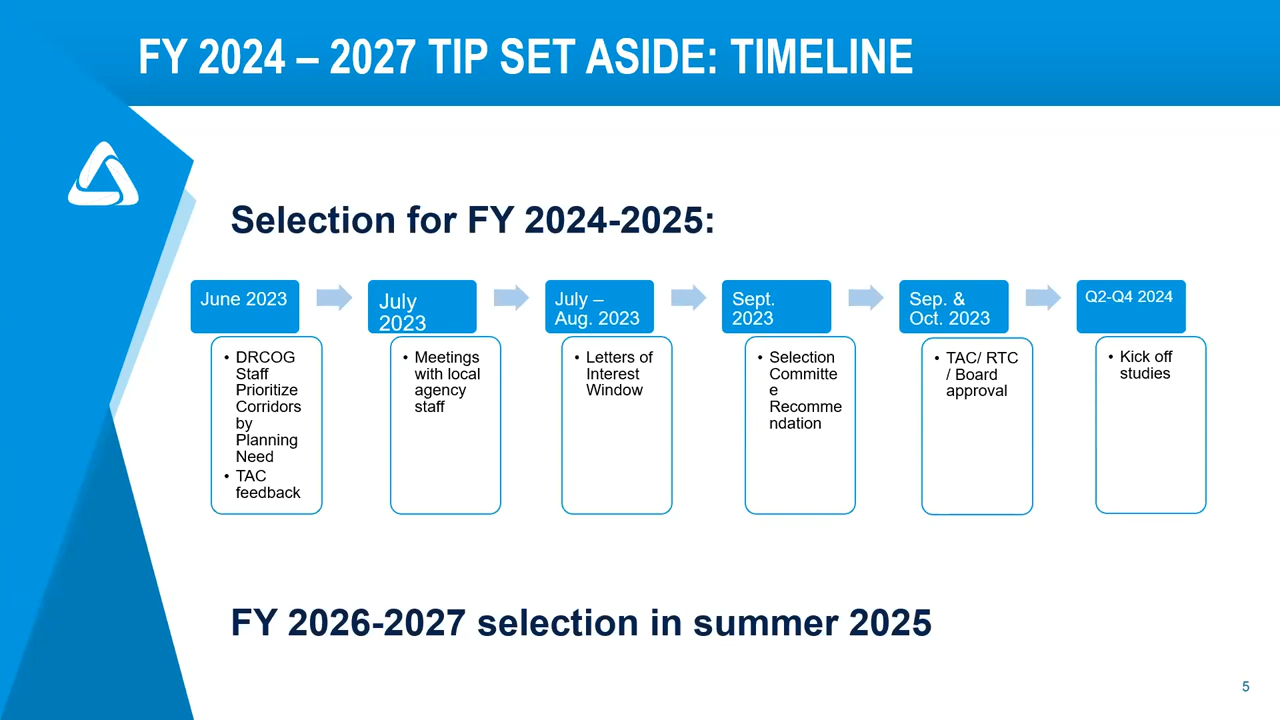 FY 2024 – 2027 TIP SET ASIDE: TIMELINE
Selection for FY 2024-2025:
June 2023
• DRCOG
Staff
Prioritize
Corridors
by
Planning
Need
• TAC
feedback
July
2023
• Meetings
with local
agency
staff
July –
Aug. 2023
• Letters of
Interest
Window
Sept.
2023
• Selection
Committe
e
Recomme
ndation
Sep. &
Oct. 2023
• TAC/ RTC
/ Board
approval
Q2-Q4 2024
• Kick off
studies
FY 2026-2027 selection in summer 2025
5